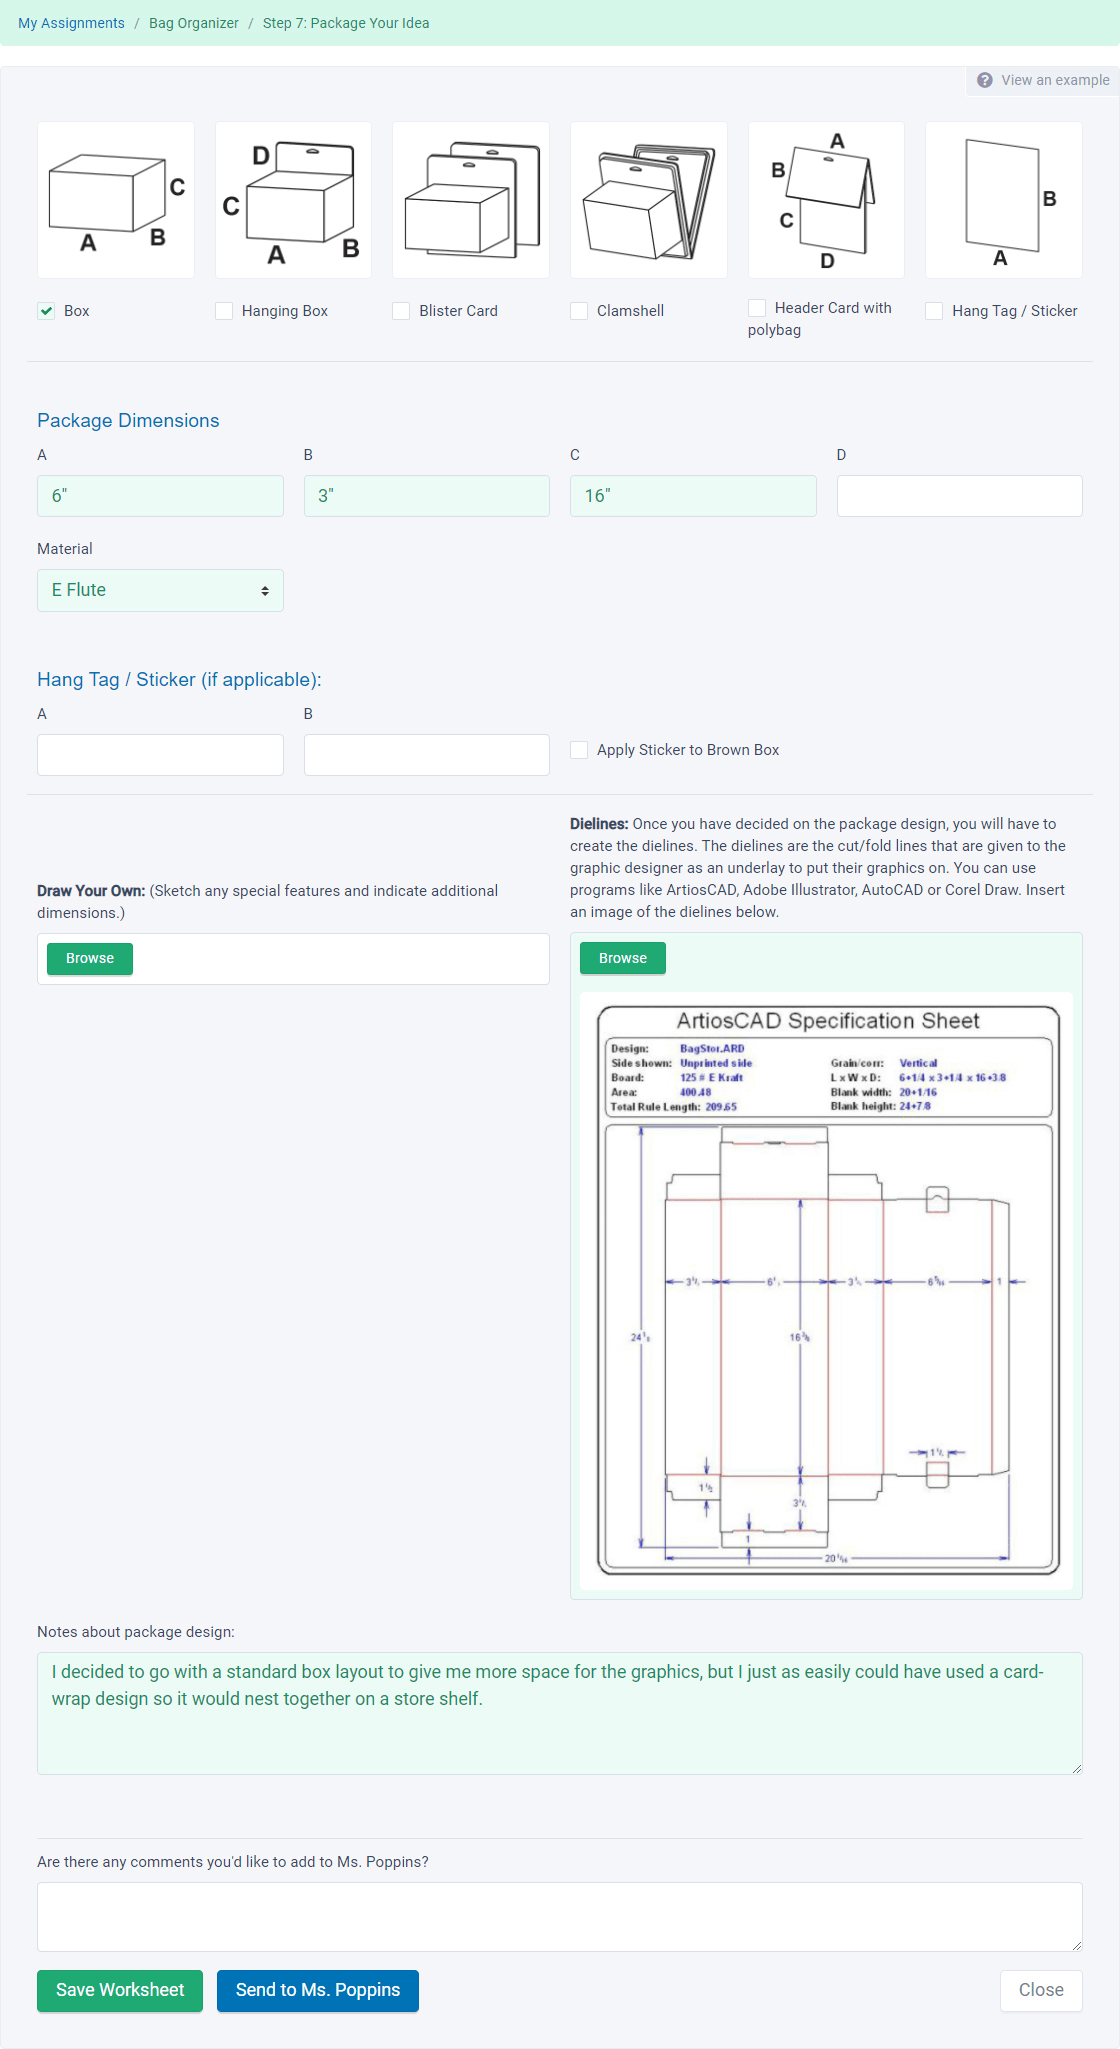 My Assignments / Bag Organizer / Step 7: Package Your Idea
View an example
A B C
D C A B
A B C D
B A
Box
Hanging Box
Blister Card
Clamshell
Header Card with
polybag
Hang Tag / Sticker
Package Dimensions
A B C D
6" 3" 16"
Material
E Flute
Hang Tag / Sticker (if applicable):
A B
Apply Sticker to Brown Box
Draw Your Own: (Sketch any special features and indicate additional
dimensions.)
Browse
Dielines: Once you have decided on the package design, you will have to
create the dielines. The dielines are the cut/fold lines that are given to the
graphic designer as an underlay to put their graphics on. You can use
programs like ArtiosCAD, Adobe Illustrator, AutoCAD or Corel Draw. Insert
an image of the dielines below.
Browse
ArtiosCAD Specification Sheet
Design: BagStor.ARD
Side shown: Unprinted side Grain/corr: Vertical
Board: 125 # E Kraft L x W x D: 6+1/4 x 3+1/4 x 16+3/8
Area: 400.48 Blank width: 20+1/16
Total Rule Length: 209.65 Blank height: 24+7/8
1
1
Notes about package design:
I decided to go with a standard box layout to give me more space for the graphics, but I just as easily could have used a card-
wrap design so it would nest together on a store shelf.
Are there any comments you'd like to add to Ms. Poppins?
Save Worksheet
Send to Ms. Poppins
Close